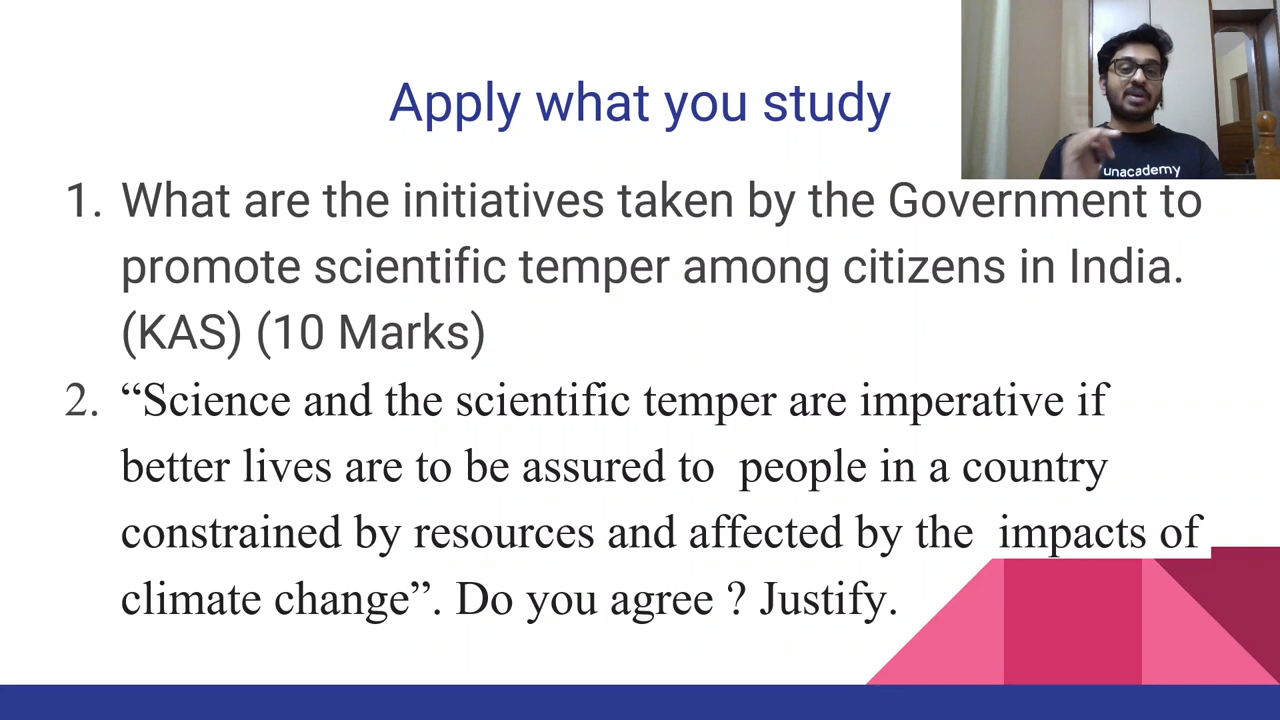 Apply what you study
unacademy
1. What are the initiatives taken by the Government to
promote scientific temper among citizens in India.
(KAS) (10 Marks)
2. “Science and the scientific temper are imperative if
better lives are to be assured to people in a country
constrained by resources and affected by the impacts of
climate change”. Do you agree ? Justify.